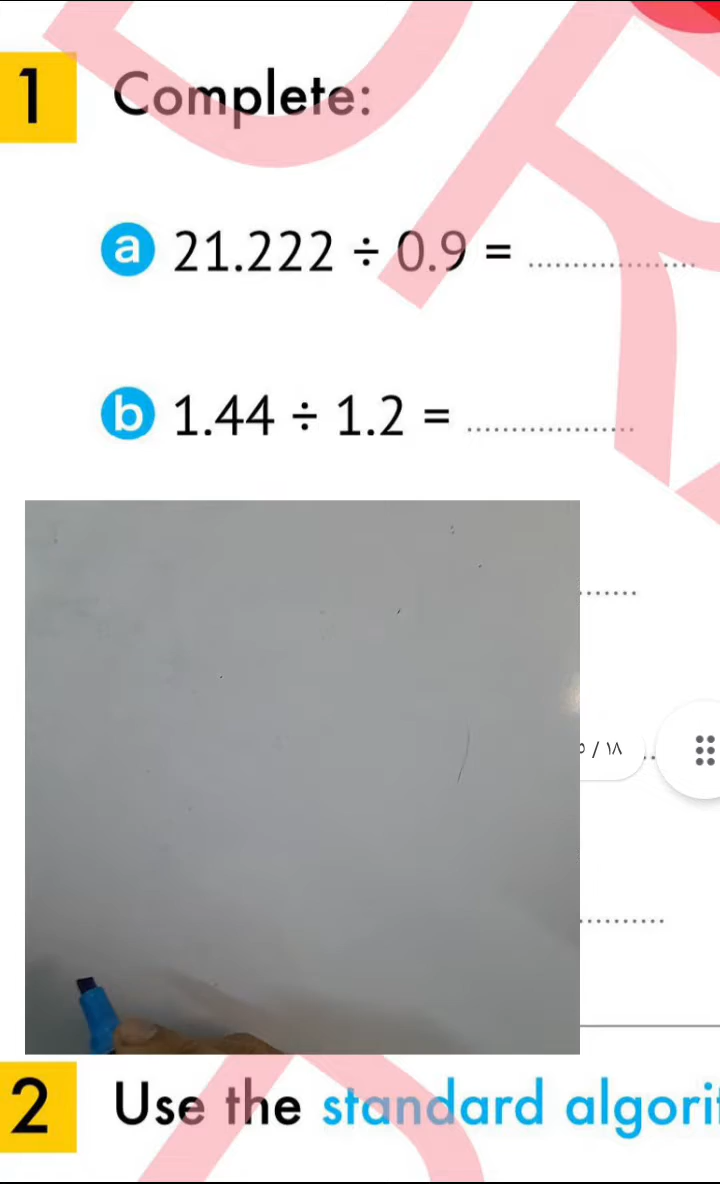 1 Complete:
a 21.222 ÷ 0.9 = ....................
b 1.44 ÷ 1.2 = ....................
.......
/ ١٨ ..
..........
2 Use the standard algori